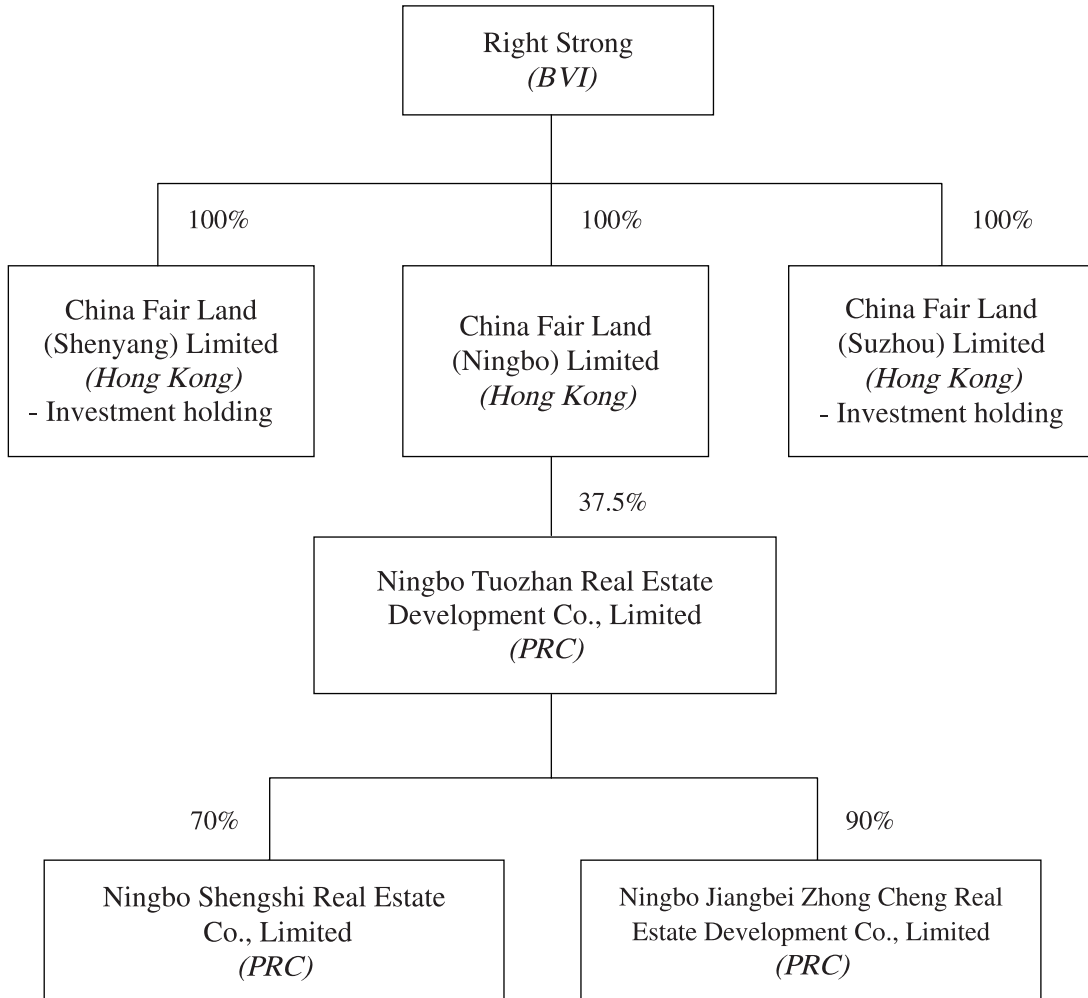 Right Strong
(BVI)
100%
100%
100%
China Fair Land
(Shenyang) Limited
(Hong Kong)
- Investment holding
China Fair Land
(Ningbo) Limited
(Hong Kong)
China Fair Land
(Suzhou) Limited
(Hong Kong)
- Investment holding
37.5%
Ningbo Tuozhan Real Estate
Development Co., Limited
(PRC)
70%
90%
Ningbo Shengshi Real Estate
Co., Limited
(PRC)
Ningbo Jiangbei Zhong Cheng Real
Estate Development Co., Limited
(PRC)